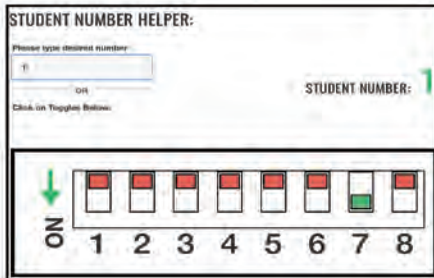 STUDENT NUMBER HELPER:
Please type desired number
1
OR
STUDENT NUMBER: 1
Click on Toggles Below:
ON
1 2 3 4 5 6 7 8